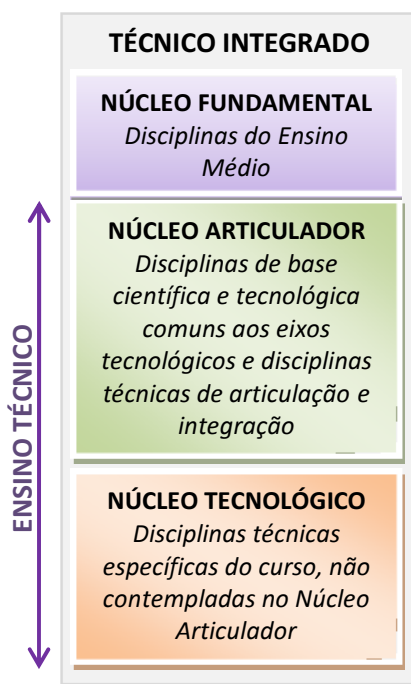 TÉCNICO INTEGRADO
NÚCLEO FUNDAMENTAL
Disciplinas do Ensino
Médio
NÚCLEO ARTICULADOR
Disciplinas de base
científica e tecnológica
comuns aos eixos
tecnológicos e disciplinas
técnicas de articulação e
integração
NÚCLEO TECNOLÓGICO
Disciplinas técnicas
específicas do curso, não
contempladas no Núcleo
Articulador
ENSINO TÉCNICO